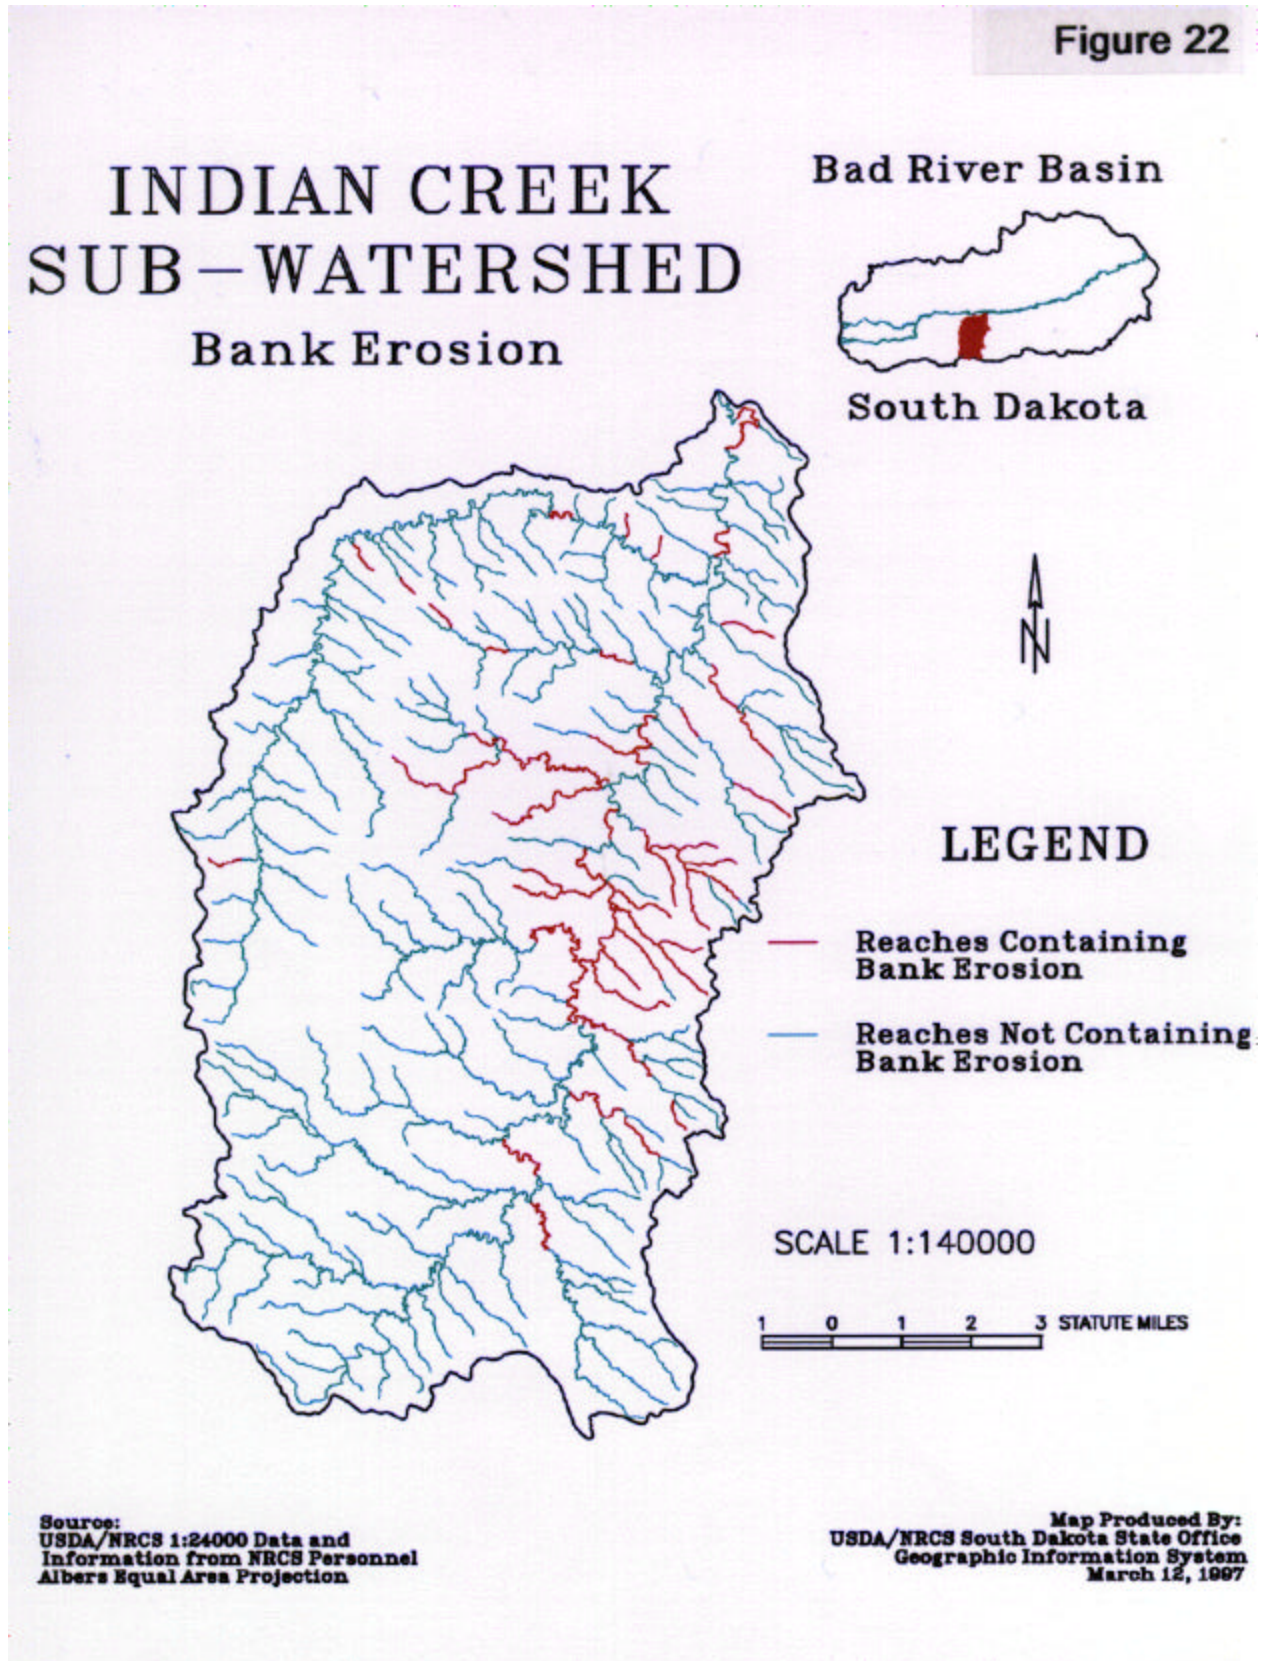 Figure 22
INDIAN CREEK
SUB-WATERSHED
Bank Erosion
Bad River Basin
South Dakota
N
LEGEND
Reaches Containing
Bank Erosion
Reaches Not Containing
Bank Erosion
SCALE 1:140000
1 0 1 2 3 STATUTE MILES
Source:
USDA/NRCS 1:24000 Data and
Information from NRCS Personnel
Albers Equal Area Projection
Map Produced By:
USDA/NRCS South Dakota State Office
Geographic Information System
March 12, 1997